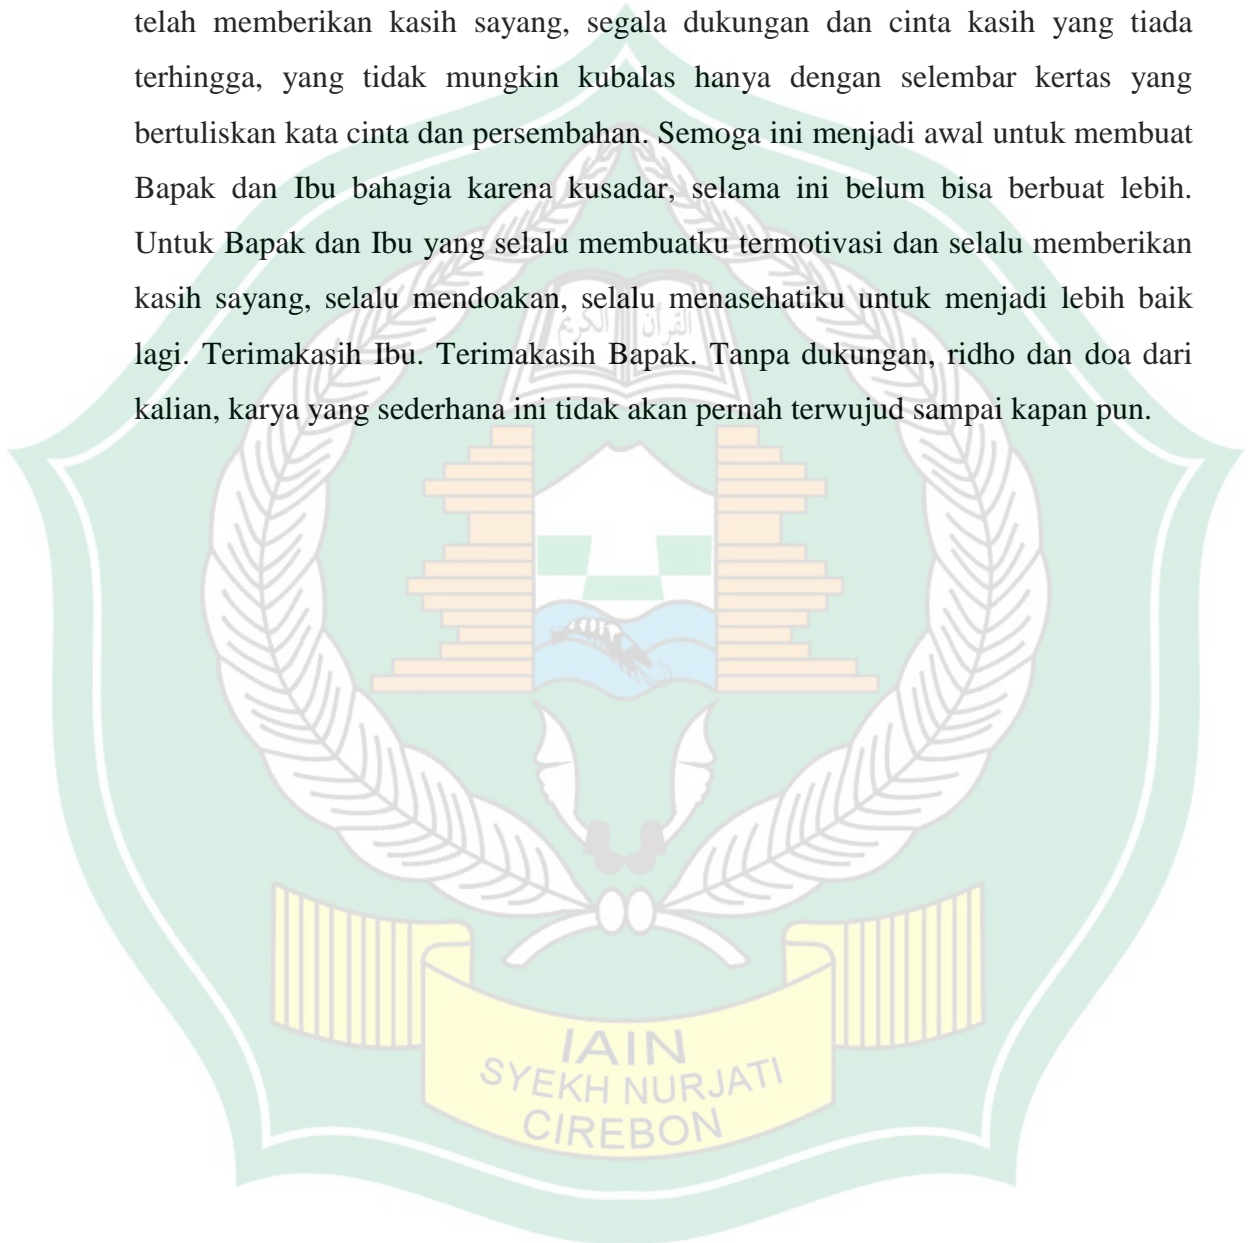 telah memberikan kasih sayang, segala dukungan dan cinta kasih yang tiada
terhingga, yang tidak mungkin kubalas hanya dengan selembar kertas yang
bertuliskan kata cinta dan persembahan. Semoga ini menjadi awal untuk membuat
Bapak dan Ibu bahagia karena kusadar, selama ini belum bisa berbuat lebih.
Untuk Bapak dan Ibu yang selalu membuatku termotivasi dan selalu memberikan
kasih sayang, selalu mendoakan, selalu menasehatiku untuk menjadi lebih baik
القرآن الكريم
lagi. Terimakasih Ibu. Terimakasih Bapak. Tanpa dukungan, ridho dan doa dari
kalian, karya yang sederhana ini tidak akan pernah terwujud sampai kapan pun.
IAIN
SYEKH NURJATI
CIREBON